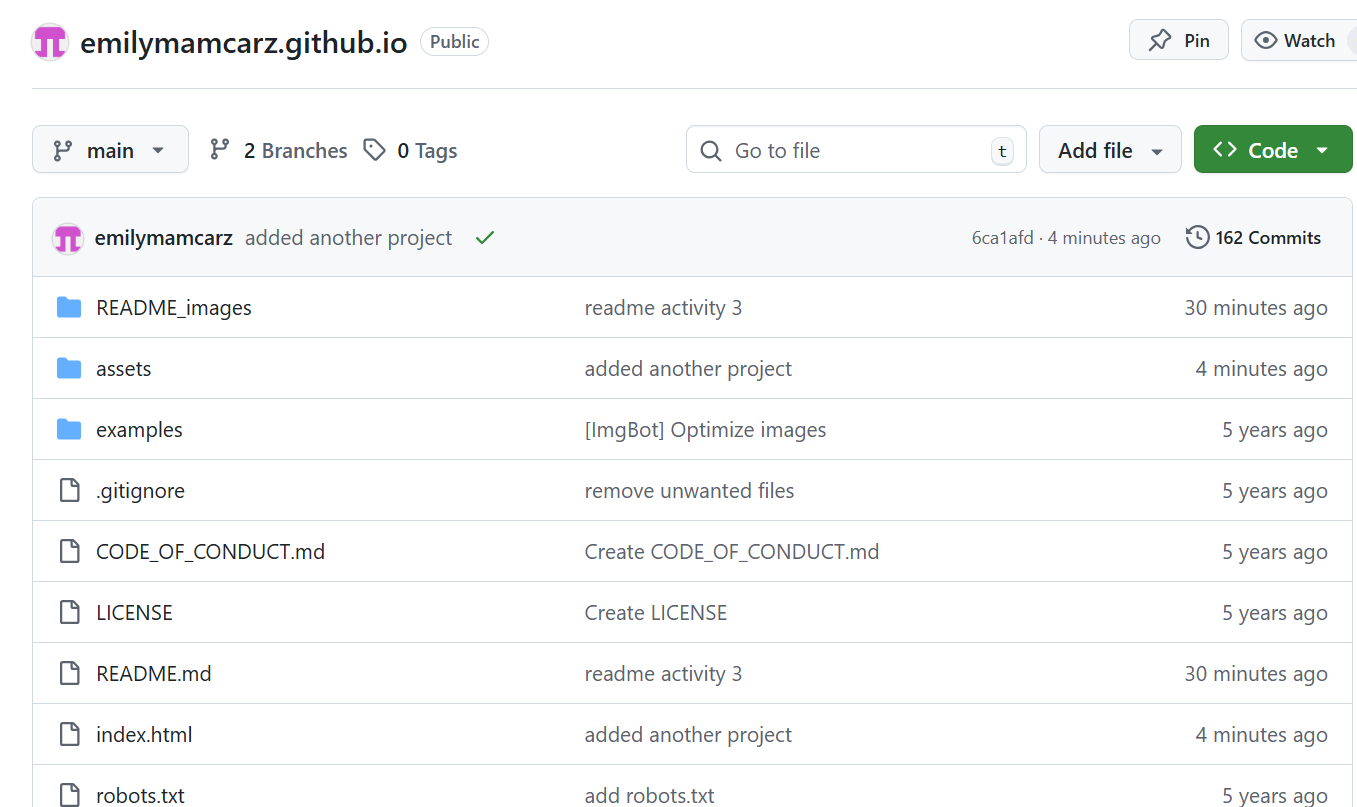 emilymamcarz.github.io Public Pin Watch
main 2 Branches 0 Tags Go to file t Add file Code
emilymamcarz added another project 6ca1afd · 4 minutes ago 162 Commits
README_images readme activity 3 30 minutes ago
assets added another project 4 minutes ago
examples [ImgBot] Optimize images 5 years ago
.gitignore remove unwanted files 5 years ago
CODE_OF_CONDUCT.md Create CODE_OF_CONDUCT.md 5 years ago
LICENSE Create LICENSE 5 years ago
README.md readme activity 3 30 minutes ago
index.html added another project 4 minutes ago
robots.txt add robots.txt 5 years ago